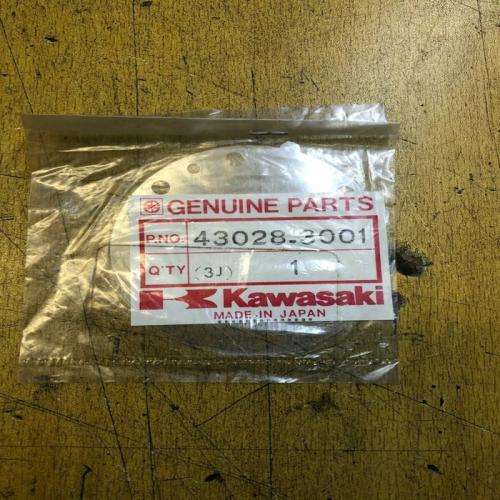 GENUINE PARTS
P.NO. 43028-3001
Q'TY (3J) 1
Kawasaki
MADE IN JAPAN